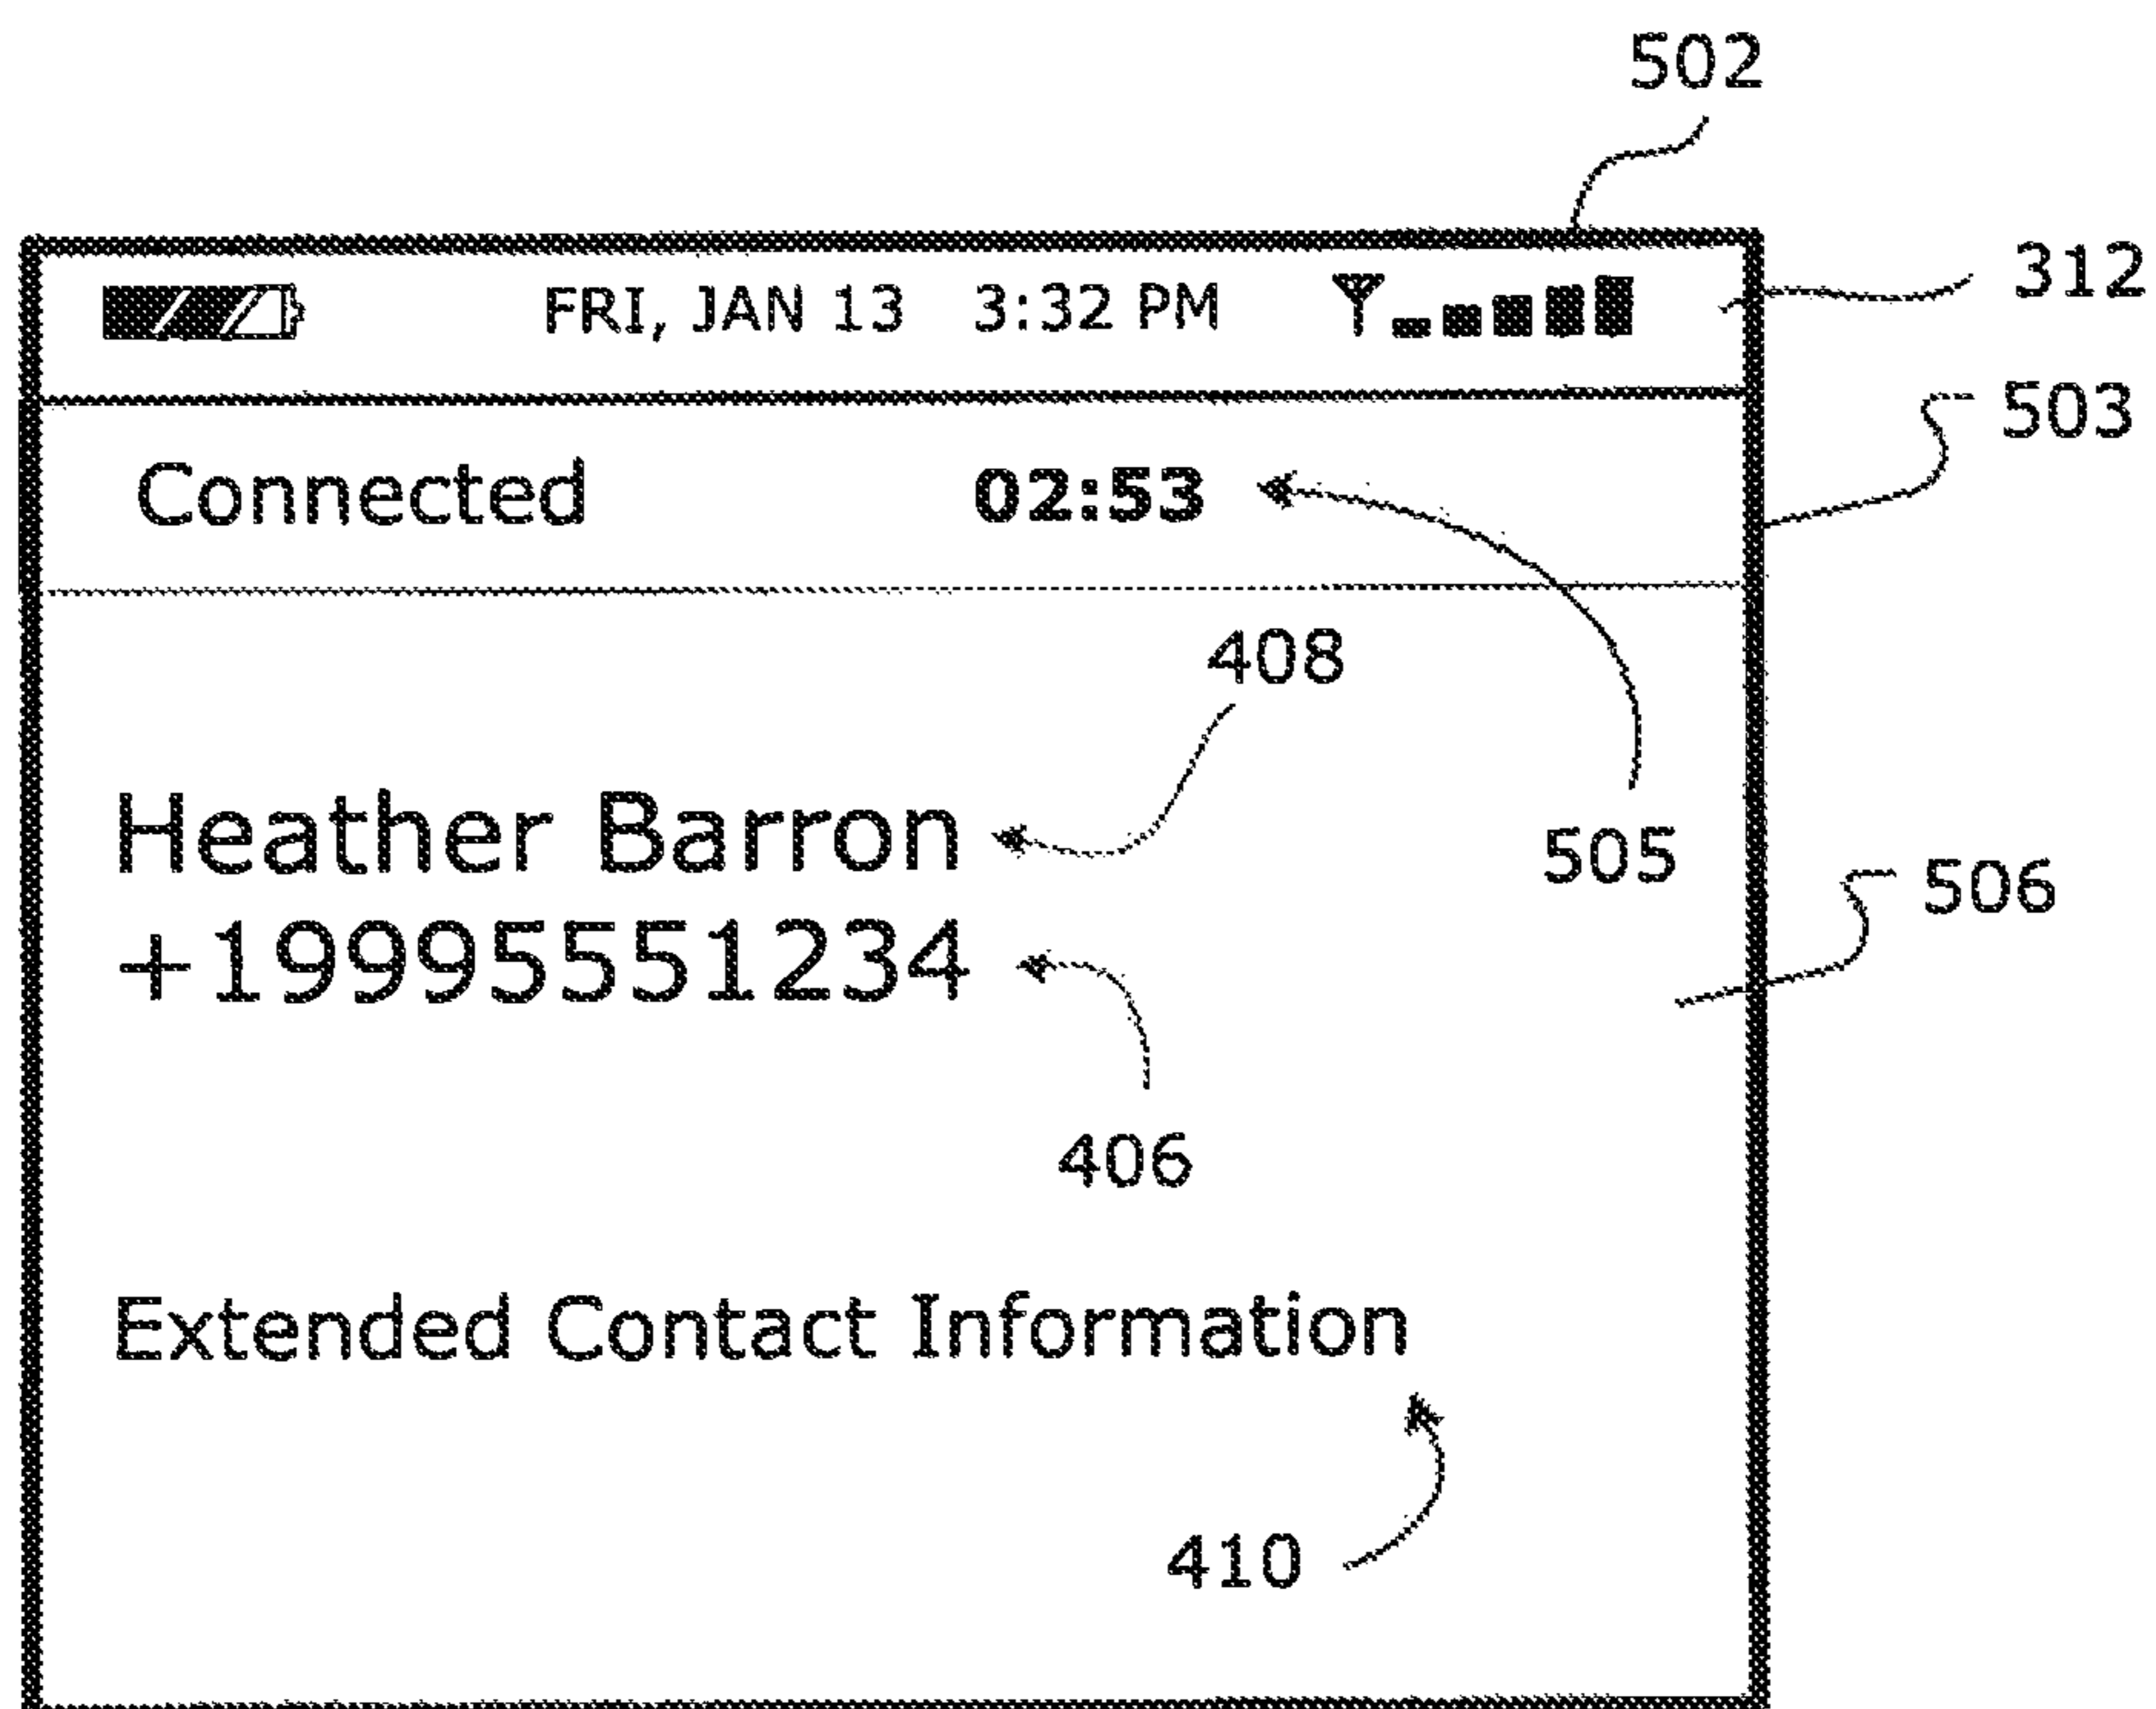 502
FRI, JAN 13 3:32 PM
312
503
Connected 02:53
408
Heather Barron
505
506
+19995551234
406
Extended Contact Information
410